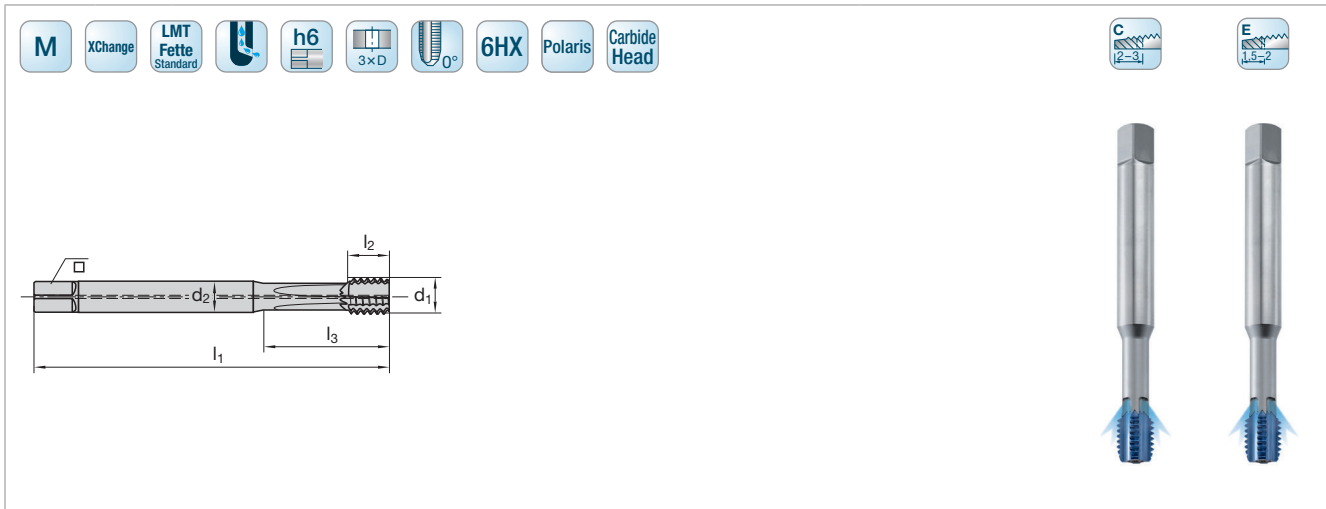 M
XChange
LMT
Fette
Standard
h6
3×D
0°
6HX
Polaris
Carbide
Head
C
2–3
E
1,5–2
l2
d2
d1
l3
l1